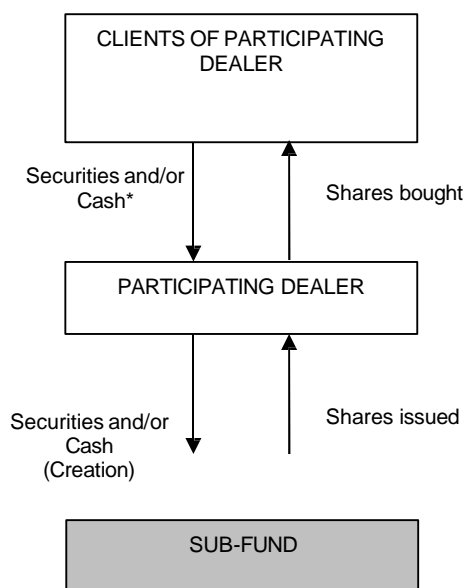 CLIENTS OF PARTICIPATING
DEALER
Securities and/or
Cash*
Shares bought
PARTICIPATING DEALER
Securities and/or
Cash
(Creation)
Shares issued
SUB-FUND